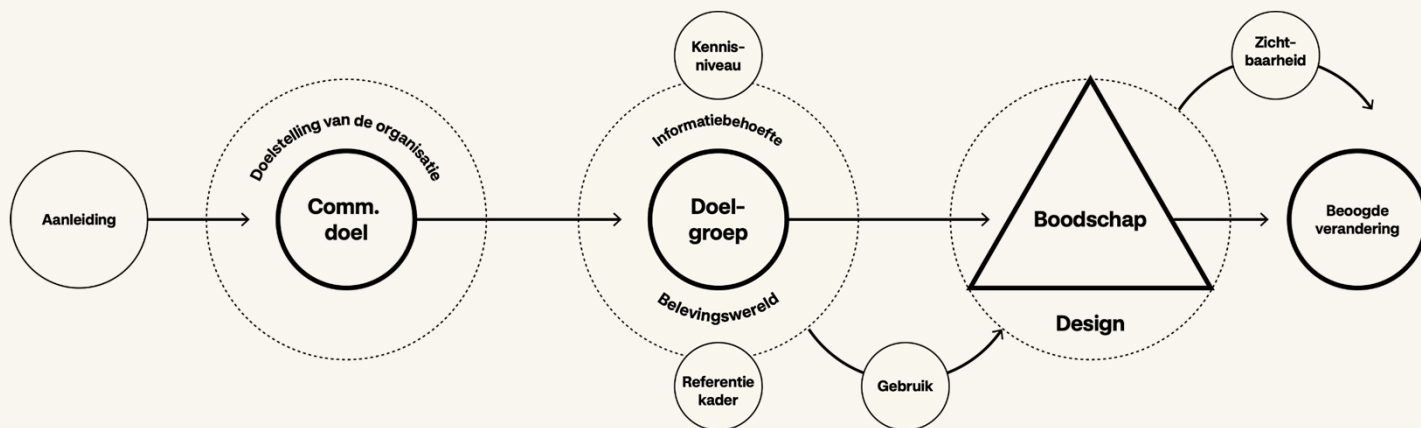 Aanleiding
Doelstelling van de organisatie
Comm.
doel
Kennis-
niveau
Informatiebehoefte
Doel-
groep
Belevingswereld
Referentie
kader
Gebruik
Boodschap
Design
Zicht-
baarheid
Beoogde
verandering